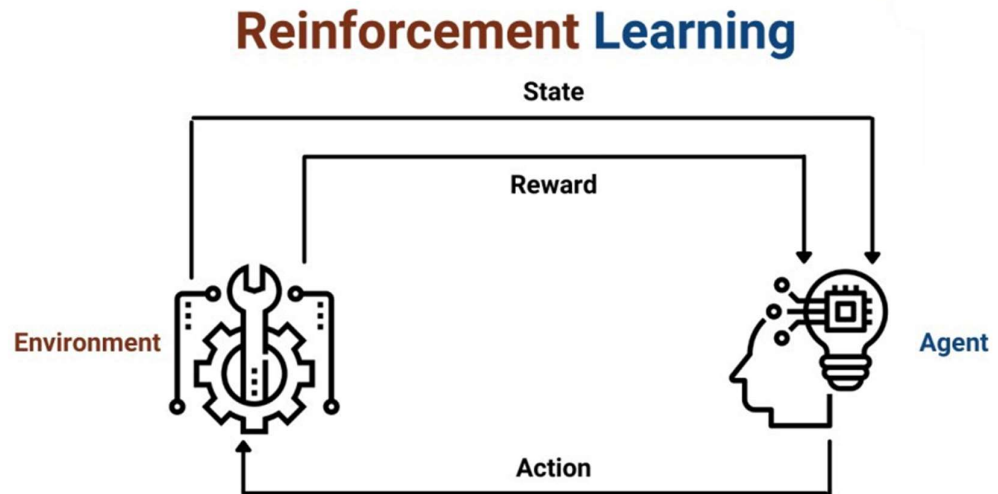 Reinforcement Learning
State
Reward
Environment
Agent
Action